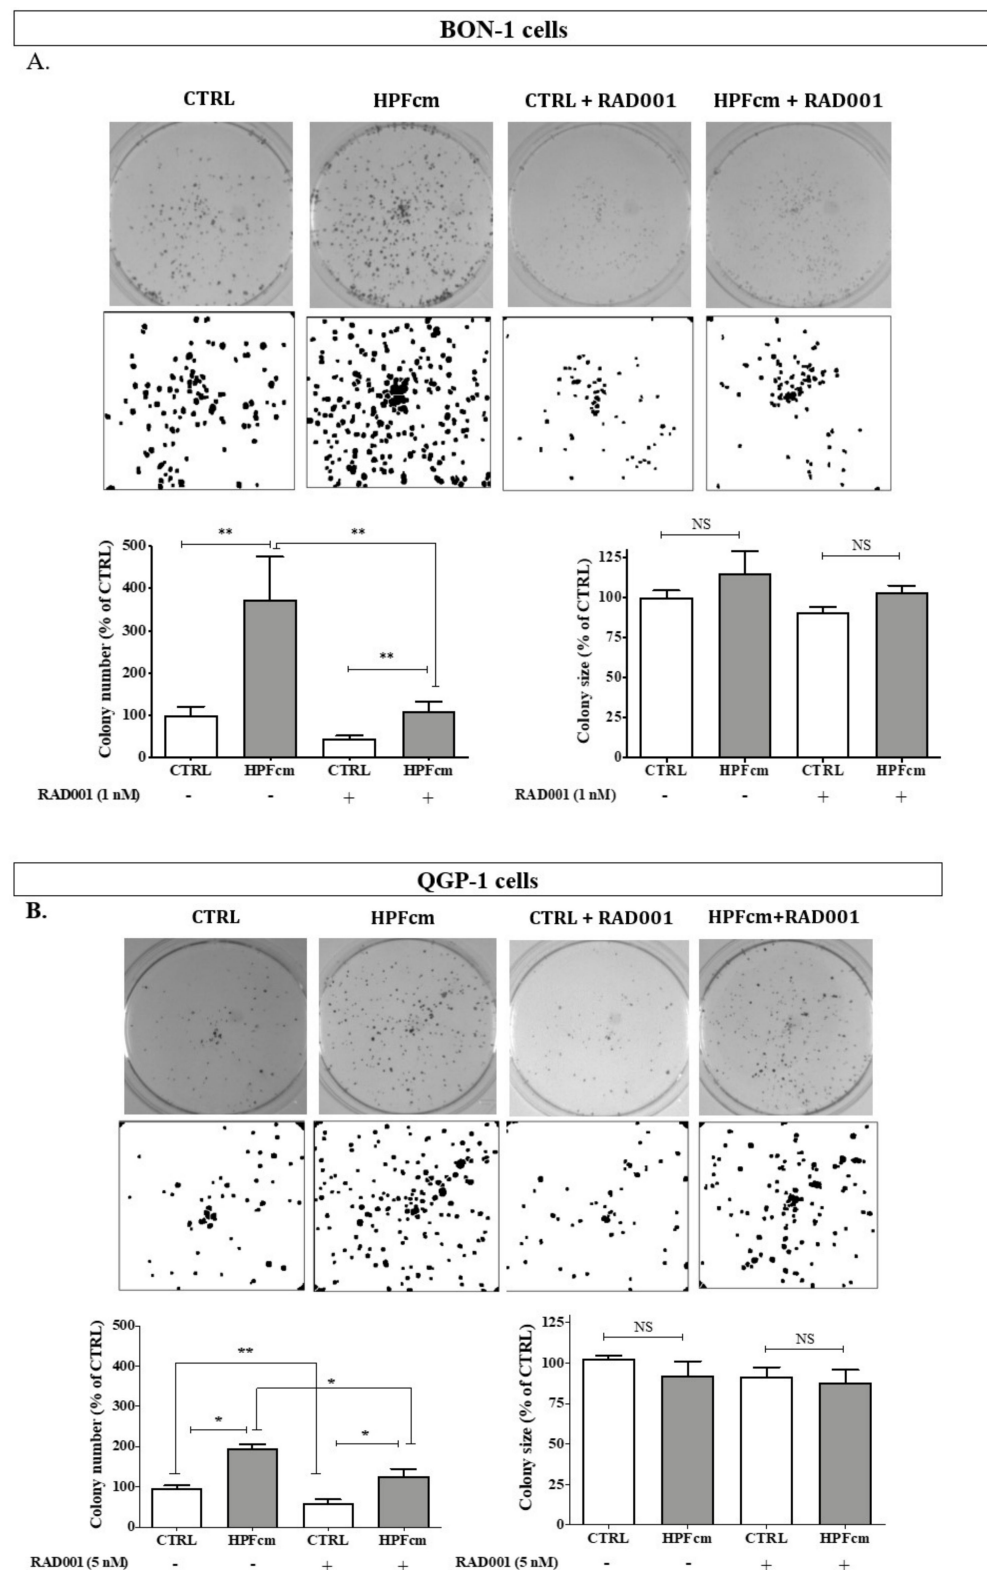 BON-1 cells
A.
CTRL HPFcm CTRL + RAD001 HPFcm + RAD001
Colony number (% of CTRL)
500
400
300
200
100
0
** **
**
CTRL HPFcm CTRL HPFcm
RAD001 (1 nM) - - + +
Colony size (% of CTRL)
125
100
75
50
25
0
NS NS
CTRL HPFcm CTRL HPFcm
RAD001 (1 nM) - - + +
QGP-1 cells
B.
CTRL HPFcm CTRL + RAD001 HPFcm+RAD001
Colony number (% of CTRL)
500
400
300
200
100
0
**
*
* *
CTRL HPFcm CTRL HPFcm
RAD001 (5 nM) - - + +
Colony size (% of CTRL)
125
100
75
50
25
0
NS NS
CTRL HPFcm CTRL HPFcm
RAD001 (5 nM) - - + +